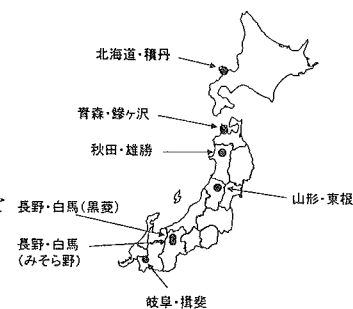 北海道・積丹
青森・鰺ヶ沢
秋田・雄勝
山形・東根
長野・白馬(黒菱)
長野・白馬
(みそら野)
岐阜・揖斐